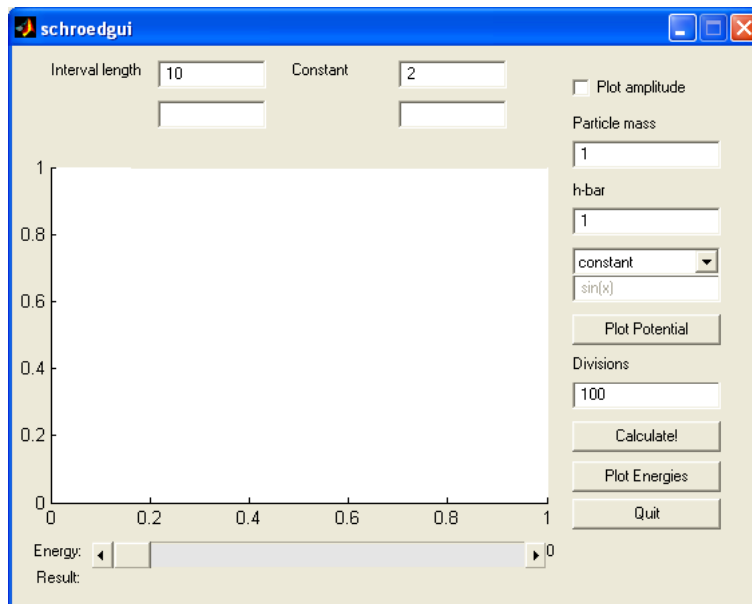 schroedgui
Interval length 10 Constant 2
Plot amplitude
Particle mass
1
h-bar
1
constant
sin(x)
Plot Potential
Divisions
100
Calculate!
Plot Energies
Quit
1
0.8
0.6
0.4
0.2
0
0 0.2 0.4 0.6 0.8 1
Energy: 0
Result: